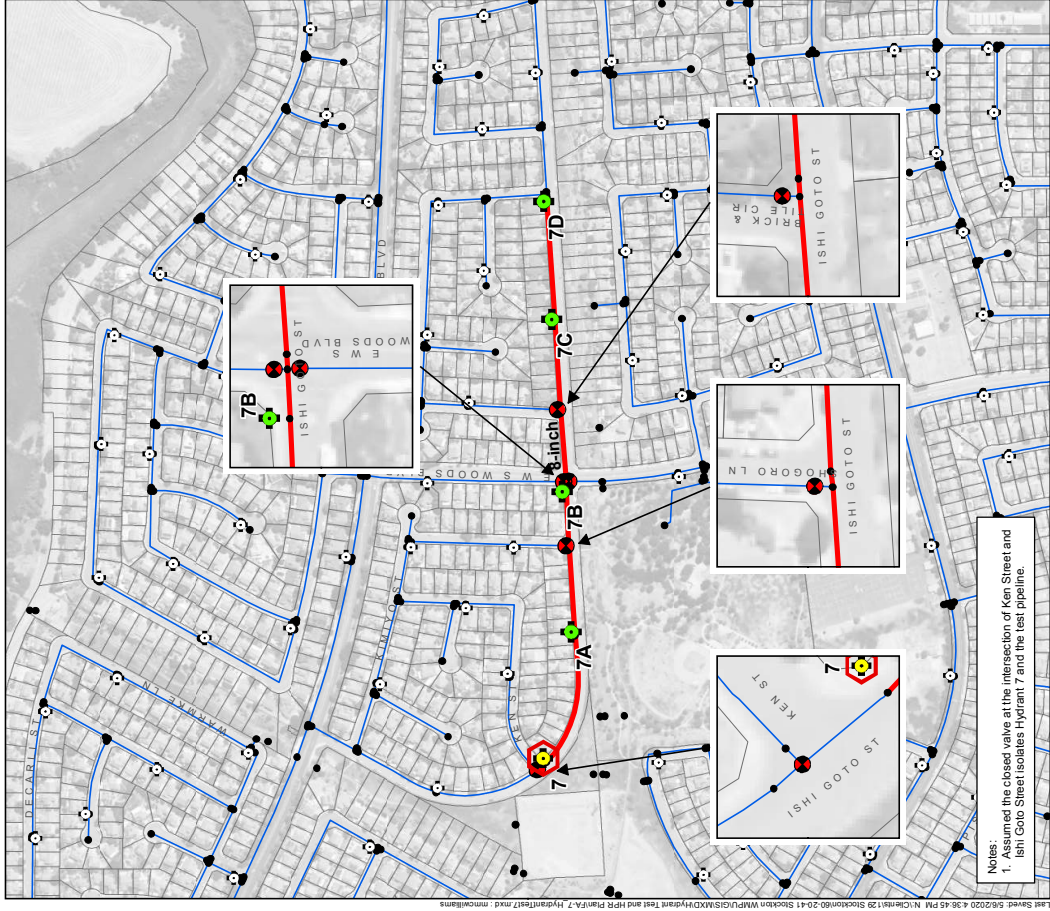 DECARLI ST
WARMKE LN
KIMIYO ST
KEN S
BLVD
E W S WOODS
7
7A
7B
8-inch
7C
7D
7B
ISHI GOTO ST
E W S
WOODS BLVD
BRICK &
TILE CIR
ISHI GOTO ST
SHOGORO LN
ISHI GOTO ST
7
KEN ST
ISHI GOTO ST
Notes:
1. Assumed the closed valve at the intersection of Ken Street and
Ishi Goto Street isolates Hydrant 7 and the test pipeline.
Last Saved: 5/6/2020 4:36:45 PM N:\Clients\129 Stockton\60-20-41 Stockton WMP\GIS\MXD\Hydrant Test and HPR Plan\FA-7_HydrantTest7.mxd : mmcwilliams